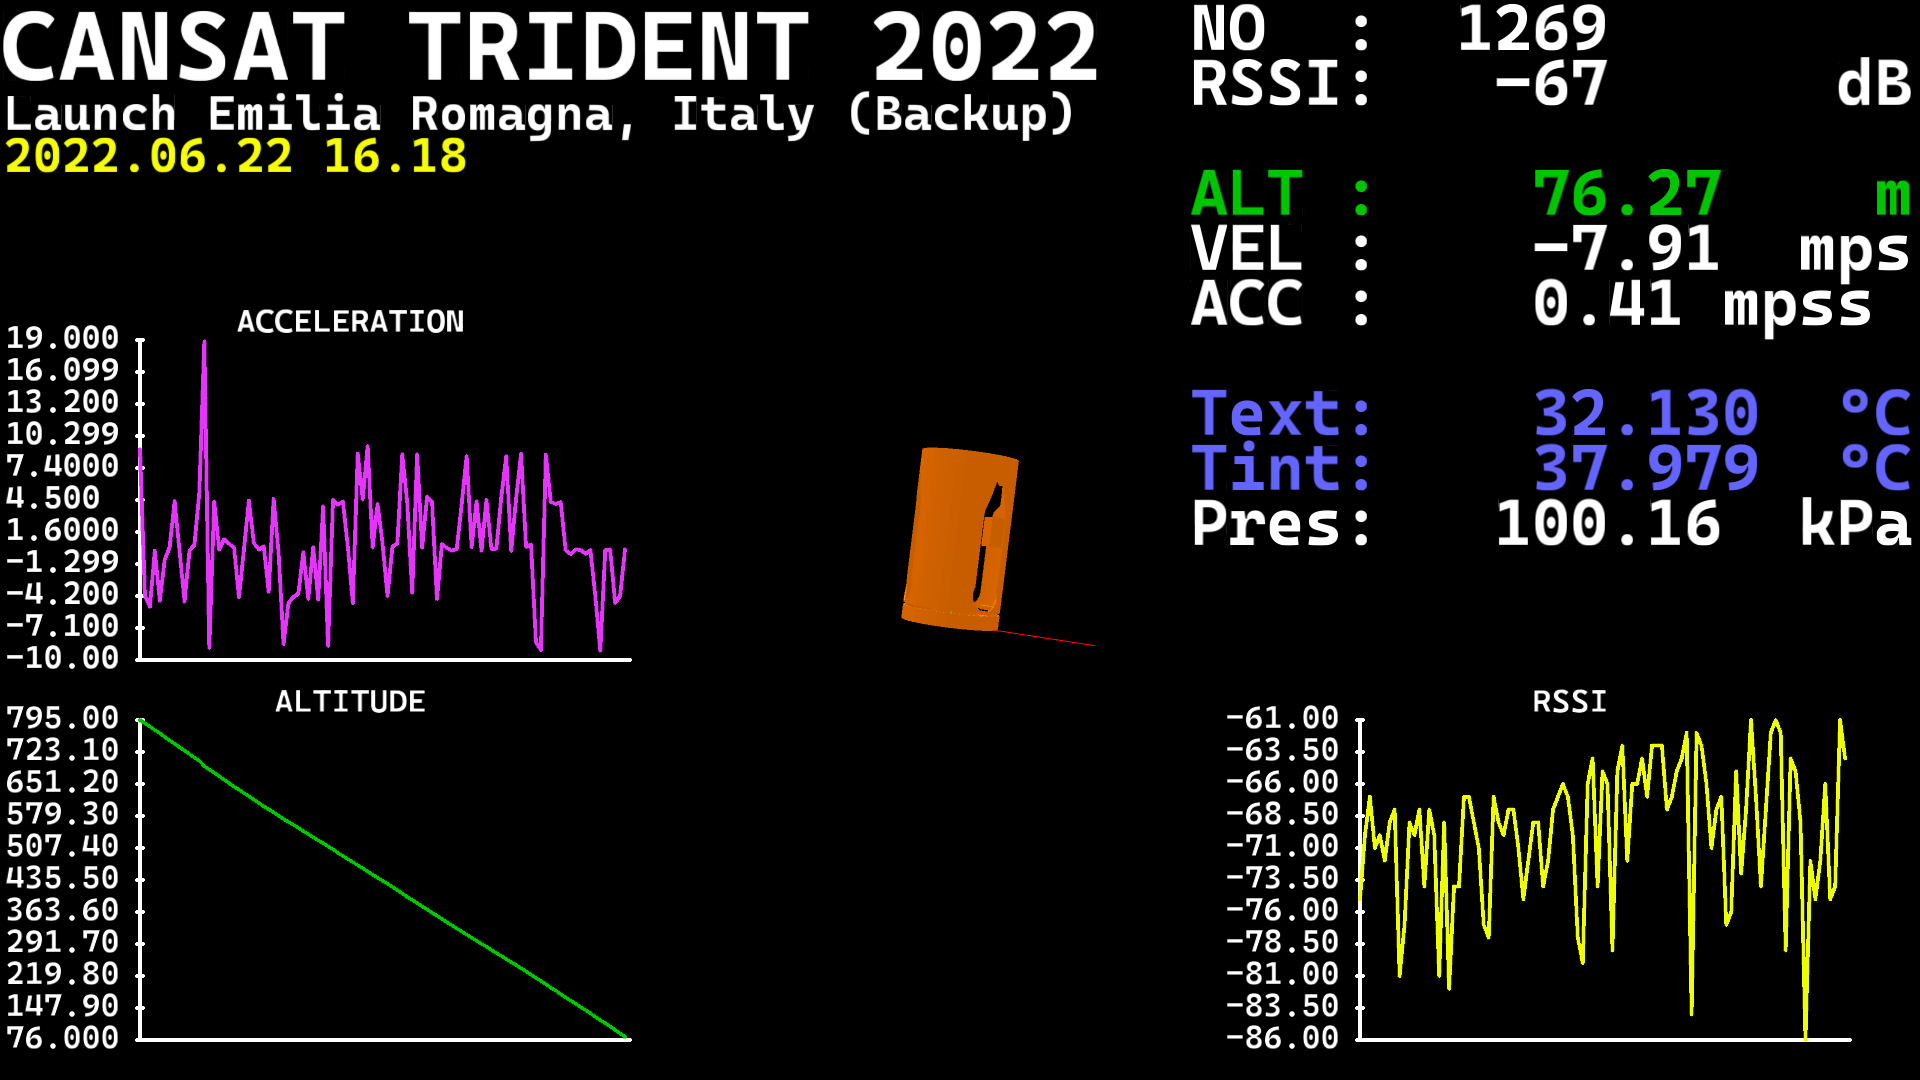 CANSAT TRIDENT 2022
Launch Emilia Romagna, Italy (Backup)
2022.06.22 16.18
NO : 1269
RSSI: -67 dB
ALT : 76.27 m
VEL : -7.91 mps
ACC : 0.41 mpss
Text: 32.130 °C
Tint: 37.979 °C
Pres: 100.16 kPa
ACCELERATION
19.000
16.099
13.200
10.299
7.4000
4.500
1.6000
-1.299
-4.200
-7.100
-10.00
ALTITUDE
795.00
723.10
651.20
579.30
507.40
435.50
363.60
291.70
219.80
147.90
76.000
RSSI
-61.00
-63.50
-66.00
-68.50
-71.00
-73.50
-76.00
-78.50
-81.00
-83.50
-86.00